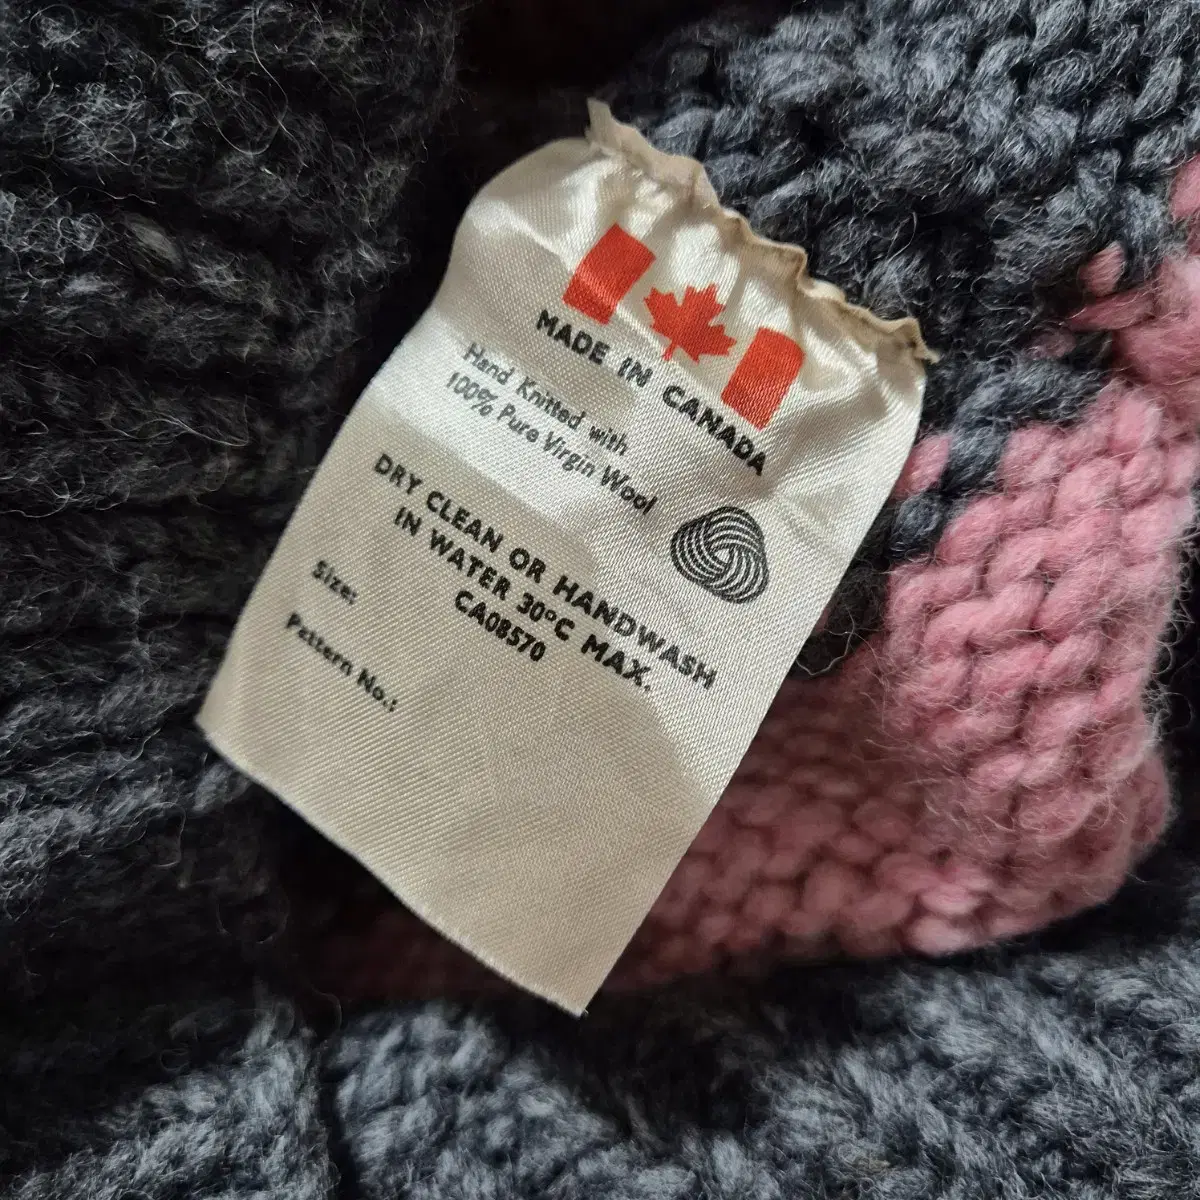 MADE IN CANADA
Hand Knitted with
100% Pure Virgin Wool
DRY CLEAN OR HANDWASH
IN WATER 30°C MAX.
CA08570
Size:
Pattern No.: